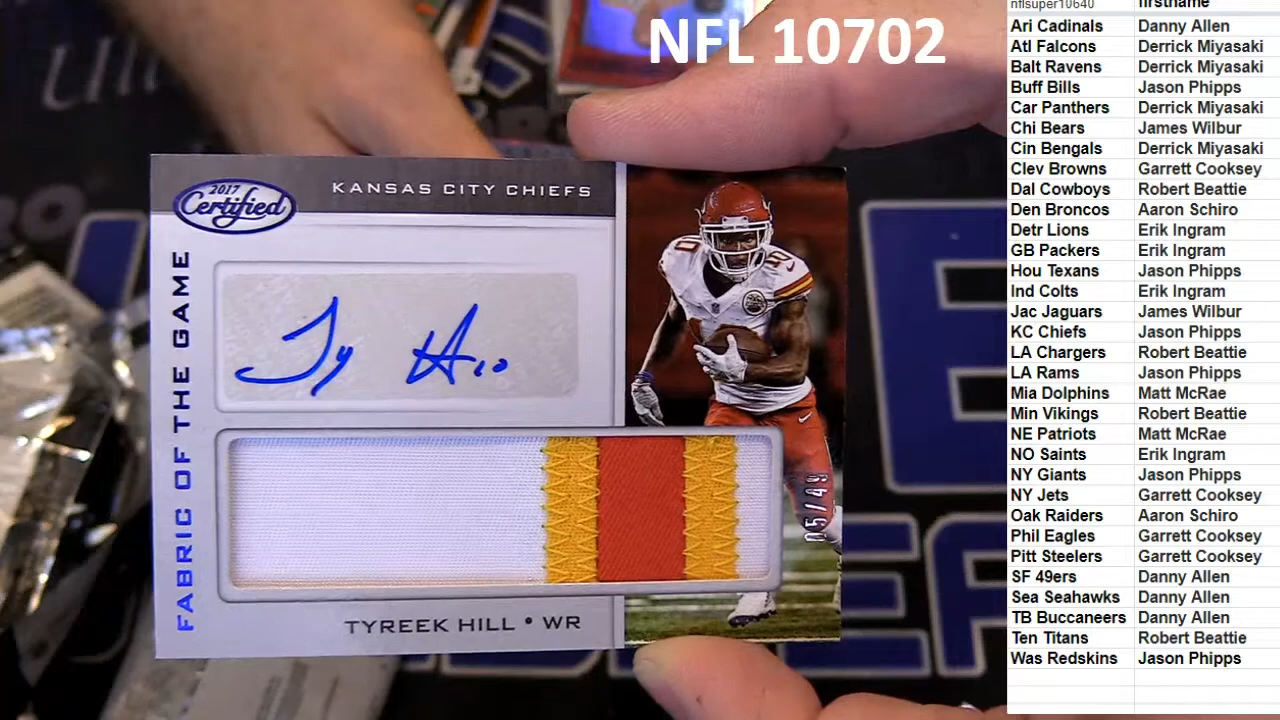 NFL 10702
2017
Certified
KANSAS CITY CHIEFS
FABRIC OF THE GAME
Ty H 10
TYREEK HILL • WR
05/49
10
10
nflsuper10640 firstname
Ari Cadinals Danny Allen
Atl Falcons Derrick Miyasaki
Balt Ravens Derrick Miyasaki
Buff Bills Jason Phipps
Car Panthers Derrick Miyasaki
Chi Bears James Wilbur
Cin Bengals Derrick Miyasaki
Clev Browns Garrett Cooksey
Dal Cowboys Robert Beattie
Den Broncos Aaron Schiro
Detr Lions Erik Ingram
GB Packers Erik Ingram
Hou Texans Jason Phipps
Ind Colts Erik Ingram
Jac Jaguars James Wilbur
KC Chiefs Jason Phipps
LA Chargers Robert Beattie
LA Rams Jason Phipps
Mia Dolphins Matt McRae
Min Vikings Robert Beattie
NE Patriots Matt McRae
NO Saints Erik Ingram
NY Giants Jason Phipps
NY Jets Garrett Cooksey
Oak Raiders Aaron Schiro
Phil Eagles Garrett Cooksey
Pitt Steelers Garrett Cooksey
SF 49ers Danny Allen
Sea Seahawks Danny Allen
TB Buccaneers Danny Allen
Ten Titans Robert Beattie
Was Redskins Jason Phipps